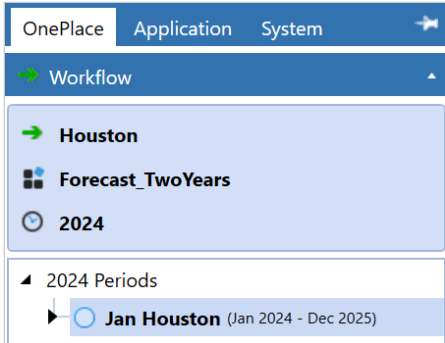 OnePlace Application System
Workflow
Houston
Forecast_TwoYears
2024
2024 Periods
Jan Houston (Jan 2024 - Dec 2025)